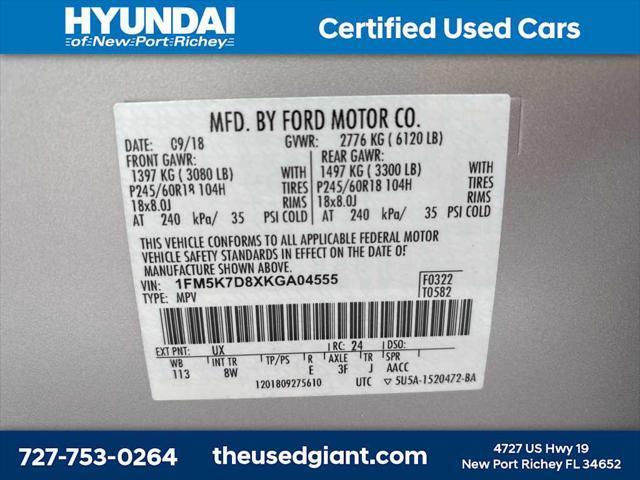 HYUNDAI
of New Port Richey
Certified Used Cars
MFD. BY FORD MOTOR CO.
DATE: 09/18 GVWR: 2776 KG ( 6120 LB)
FRONT GAWR: REAR GAWR:
1397 KG ( 3080 LB) WITH 1497 KG ( 3300 LB) WITH
P245/60R18 104H TIRES P245/60R18 104H TIRES
18x8.0J RIMS 18x8.0J RIMS
AT 240 kPa/ 35 PSI COLD AT 240 kPa/ 35 PSI COLD
THIS VEHICLE CONFORMS TO ALL APPLICABLE FEDERAL MOTOR
VEHICLE SAFETY STANDARDS IN EFFECT ON THE DATE OF
MANUFACTURE SHOWN ABOVE.
VIN: 1FM5K7D8XKGA04555 F0322
TYPE: MPV T0582
EXT PNT: UX RC: 24 DSO:
WB INT TR TP/PS R AXLE TR SPR
113 8W E 3F J AACC
1201809275610 UTC ▽ 5U5A-1520472-BA
727-753-0264
theusedgiant.com
4727 US Hwy 19
New Port Richey FL 34652